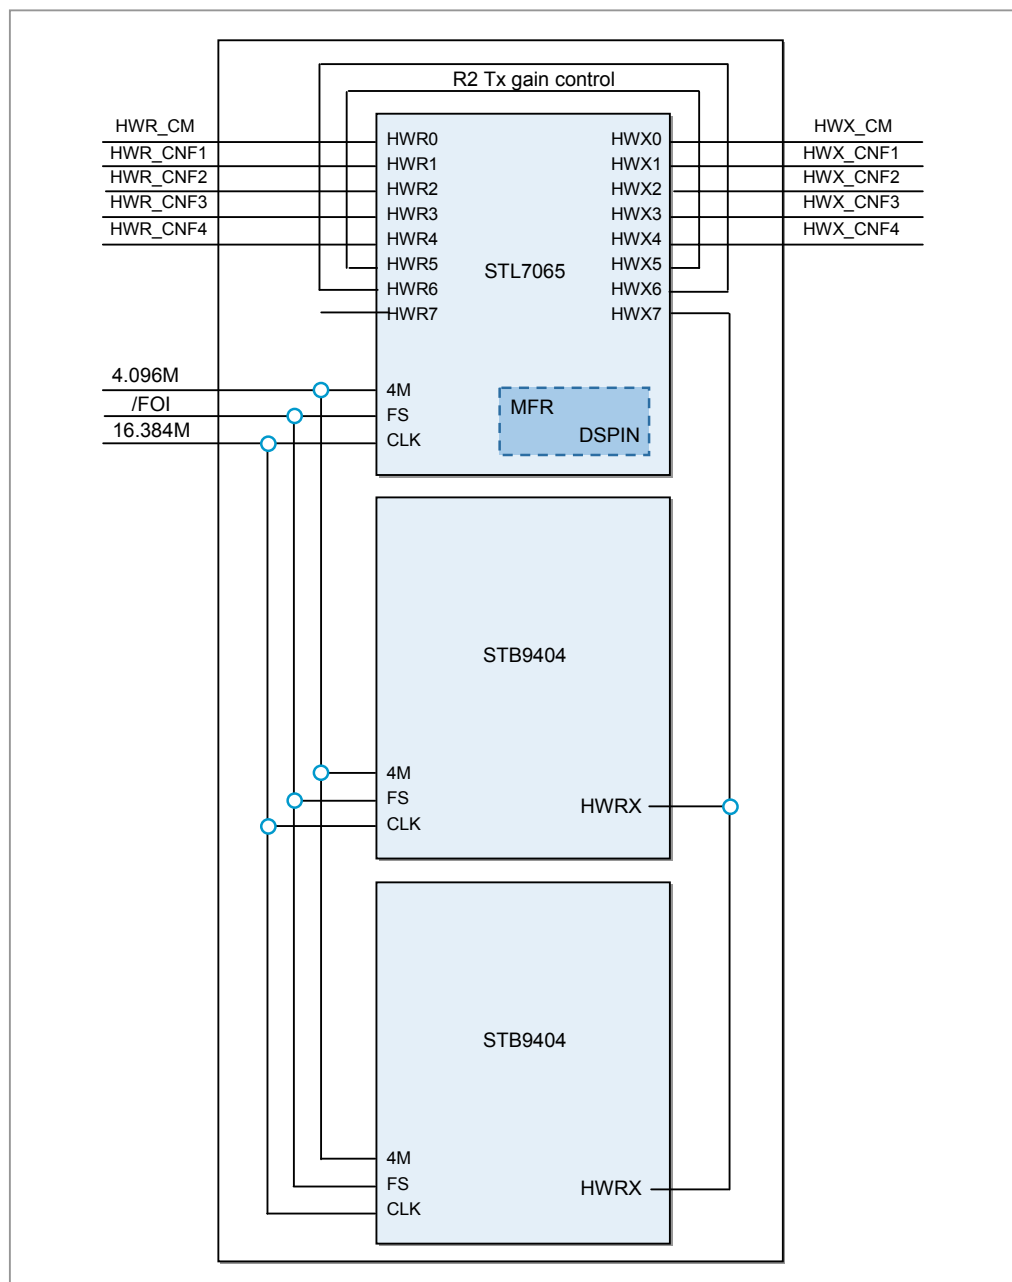 R2 Tx gain control
HWR_CM
HWR_CNF1
HWR_CNF2
HWR_CNF3
HWR_CNF4
HWR0
HWR1
HWR2
HWR3
HWR4
HWR5
HWR6
HWR7
STL7065
HWX0
HWX1
HWX2
HWX3
HWX4
HWX5
HWX6
HWX7
HWX_CM
HWX_CNF1
HWX_CNF2
HWX_CNF3
HWX_CNF4
4.096M
/FOI
16.384M
4M
FS
CLK
MFR
DSPIN
STB9404
4M
FS
CLK
HWRX
STB9404
4M
FS
CLK
HWRX